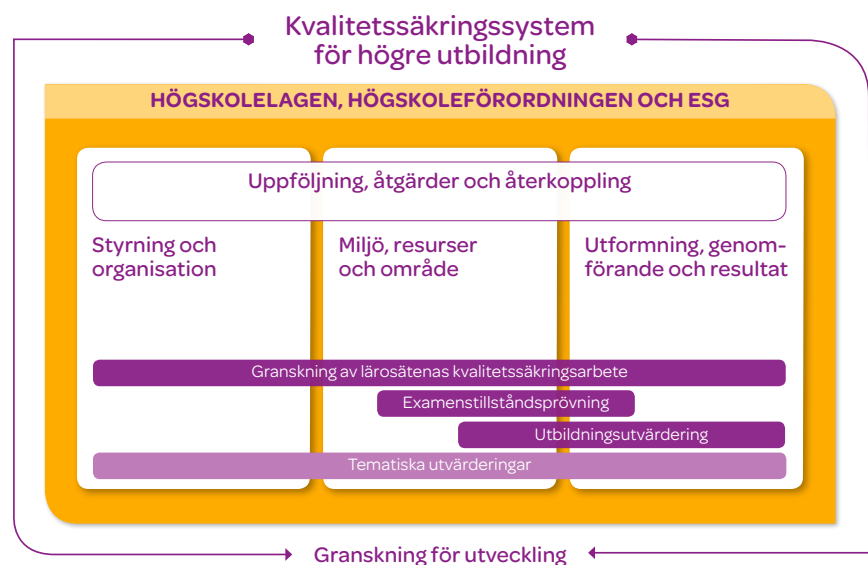 Kvalitetssäkringssystem
för högre utbildning
HÖGSKOLELAGEN, HÖGSKOLEFÖRORDNINGEN OCH ESG
Uppföljning, åtgärder och återkoppling
Styrning och
organisation
Miljö, resurser
och område
Utformning, genom-
förande och resultat
Granskning av lärosätenas kvalitetssäkringsarbete
Examenstillståndsprövning
Utbildningsutvärdering
Tematiska utvärderingar
Granskning för utveckling